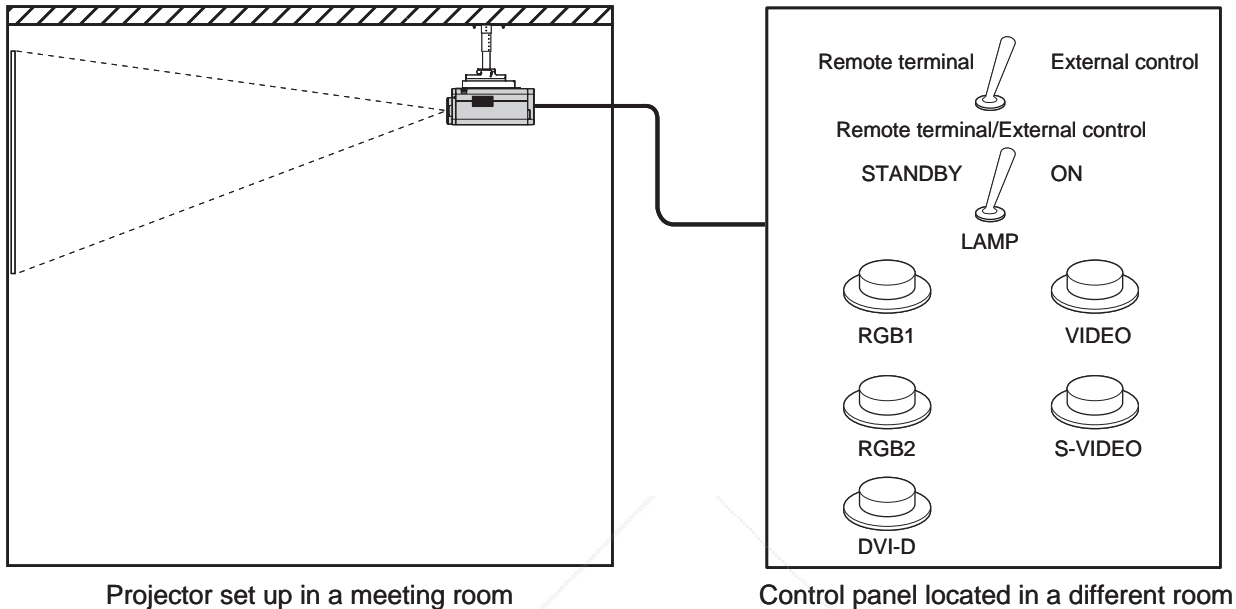 Remote terminal External control
Remote terminal/External control
STANDBY ON
LAMP
RGB1 VIDEO
RGB2 S-VIDEO
DVI-D
Projector set up in a meeting room
Control panel located in a different room